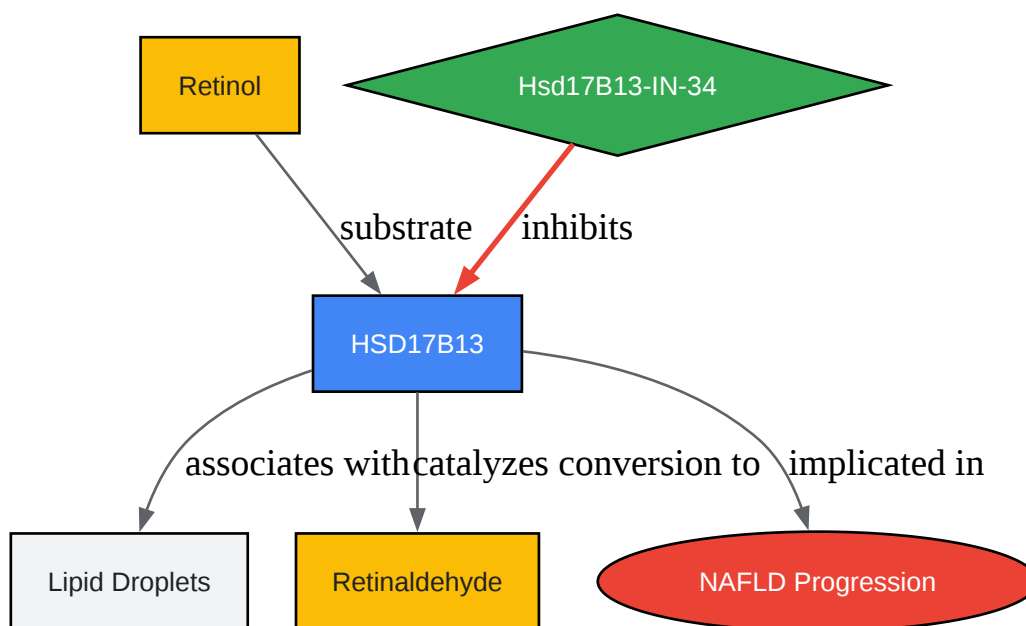 Retinol
Hsd17B13-IN-34
substrate
inhibits
HSD17B13
associates with
catalyzes conversion to
implicated in
Lipid Droplets
Retinaldehyde
NAFLD Progression